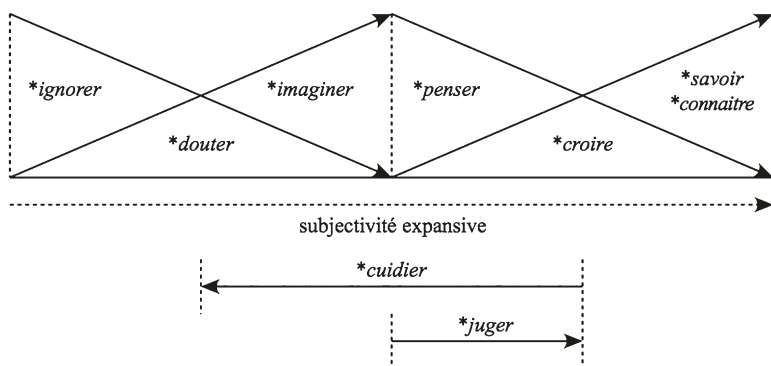 *ignorer
*imaginer
*penser
*savoir
*connaitre
*douter
*croire
subjectivité expansive
*cuidier
*juger